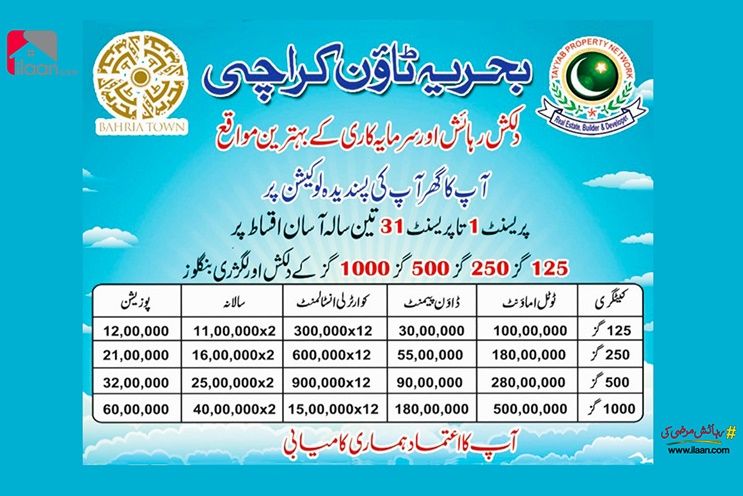 ilaan.com
BAHRIA TOWN
بحریہ ٹاؤن کراچی
TAYYAB PROPERTY NETWORK
Real Estate, Builder & Developer
دلکش رہائش اور سرمایہ کاری کے بہترین مواقع
آپ کا گھر آپ کی پسندیدہ لوکیشن پر
پریسنٹ 1 تا پریسنٹ 31 تین سالہ آسان اقساط پر
125 گز 250 گز 500 گز 1000 گز کے دلکش اور لگژری بنگلوز
کیٹگری ٹوٹل اماؤنٹ ڈاؤن پیمنٹ کوارٹرلی انسٹالمنٹ سالانہ پوزیشن
125 گز 100,00,000 30,00,000 300,000x12 11,00,000x2 12,00,000
250 گز 180,00,000 55,00,000 600,000x12 16,00,000x2 21,00,000
500 گز 280,00,000 90,00,000 900,000x12 25,00,000x2 32,00,000
1000 گز 500,00,000 180,00,000 15,00,000x12 40,00,000x2 60,00,000
آپ کا اعتماد ہماری کامیابی
#رہائش مرضی کی
www.ilaan.com